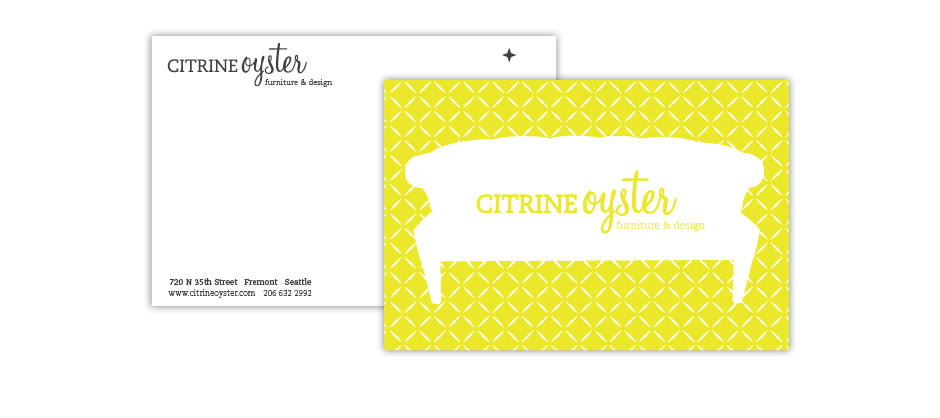 CITRINE oyster
furniture & design
720 N 35th Street Fremont Seattle
www.citrineoyster.com 206 632 2992
CITRINE oyster
furniture & design